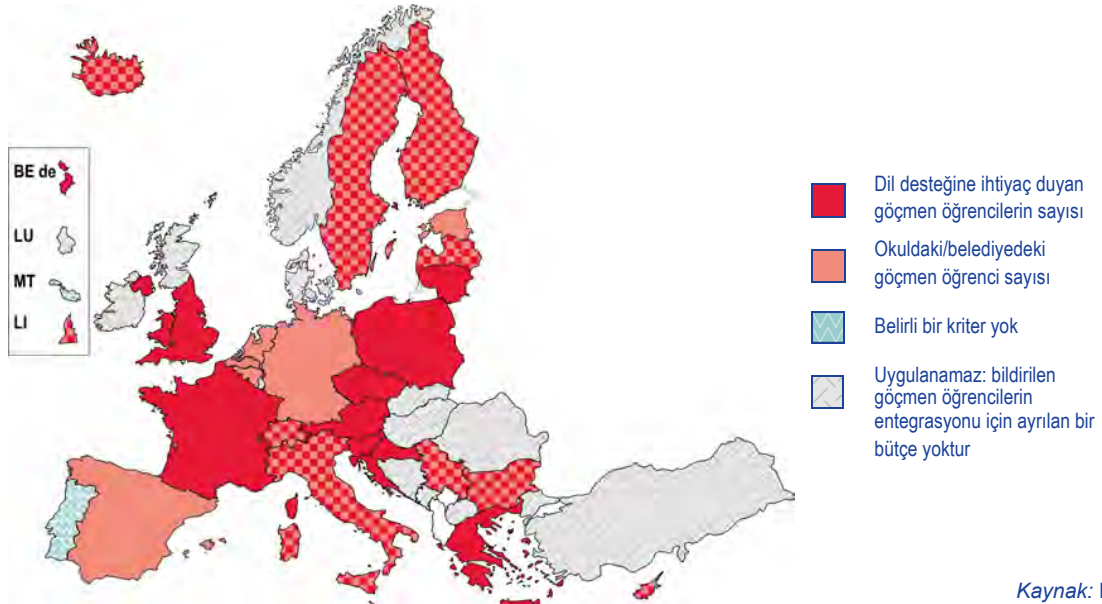 BE de
LU
MT
LI
Dil desteğine ihtiyaç duyan
göçmen öğrencilerin sayısı
Okuldaki/belediyedeki
göçmen öğrenci sayısı
Belirli bir kriter yok
Uygulanamaz: bildirilen
göçmen öğrencilerin
entegrasyonu için ayrılan bir
bütçe yoktur
Kaynak: